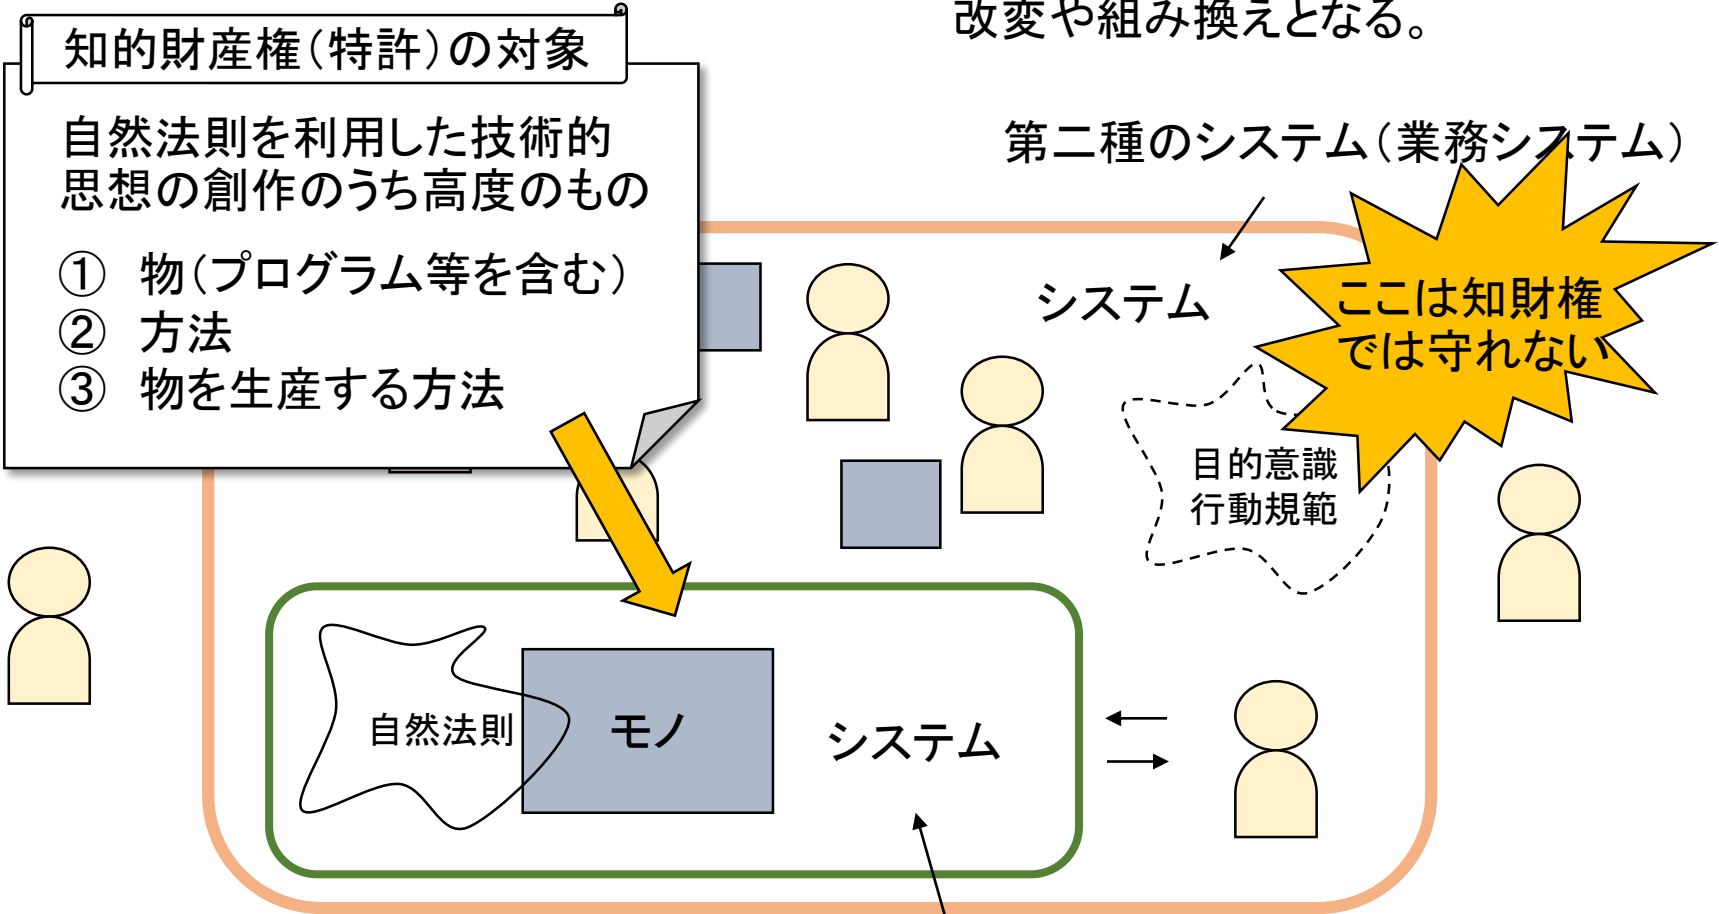 改変や組み換えとなる。
知的財産権（特許）の対象
自然法則を利用した技術的
思想の創作のうち高度のもの
①　物（プログラム等を含む）
②　方法
③　物を生産する方法
第二種のシステム（業務システム）
システム
ここは知財権
では守れない
目的意識
行動規範
自然法則
モノ
システム